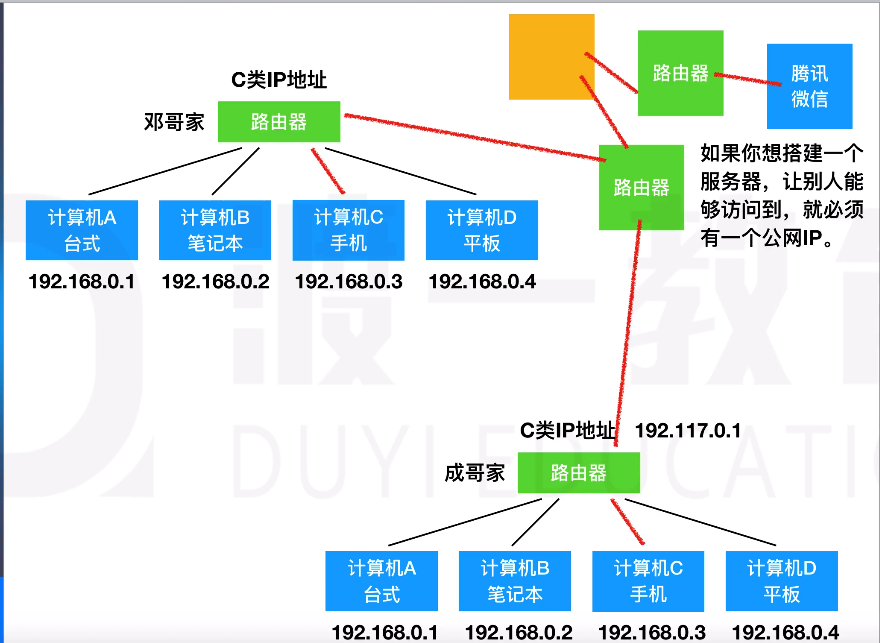 C类IP地址
邓哥家
路由器
计算机A
台式
计算机B
笔记本
计算机C
手机
计算机D
平板
192.168.0.1
192.168.0.2
192.168.0.3
192.168.0.4
路由器
腾讯
微信
路由器
如果你想搭建一个
服务器，让别人能
够访问到，就必须
有一个公网IP。
渡一教育
DUYI EDUCATI
C类IP地址
192.117.0.1
成哥家
路由器
计算机A
台式
计算机B
笔记本
计算机C
手机
计算机D
平板
192.168.0.1
192.168.0.2
192.168.0.3
192.168.0.4